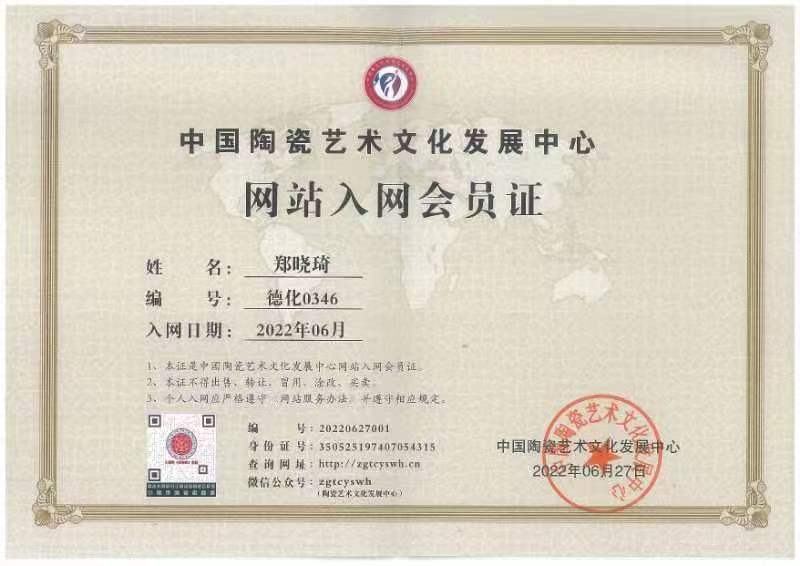 中国陶瓷艺术文化发展中心
网站入网会员证
姓 名：郑晓琦
编 号：德化0346
入网日期：2022年06月
1、本证是中国陶瓷艺术文化发展中心网站入网会员证。
2、本证不得出售、转让、冒用、涂改、买卖。
3、个人入网应严格遵守《网站服务办法》并遵守相应规定。
编 号：20220627001
身份证号：350525197407054315
查询网址：http://zgtcyswh.cn
微信公众号：zgtcyswh
（陶瓷艺术文化发展中心）
中国陶瓷艺术文化发展中心
2022年06月27日